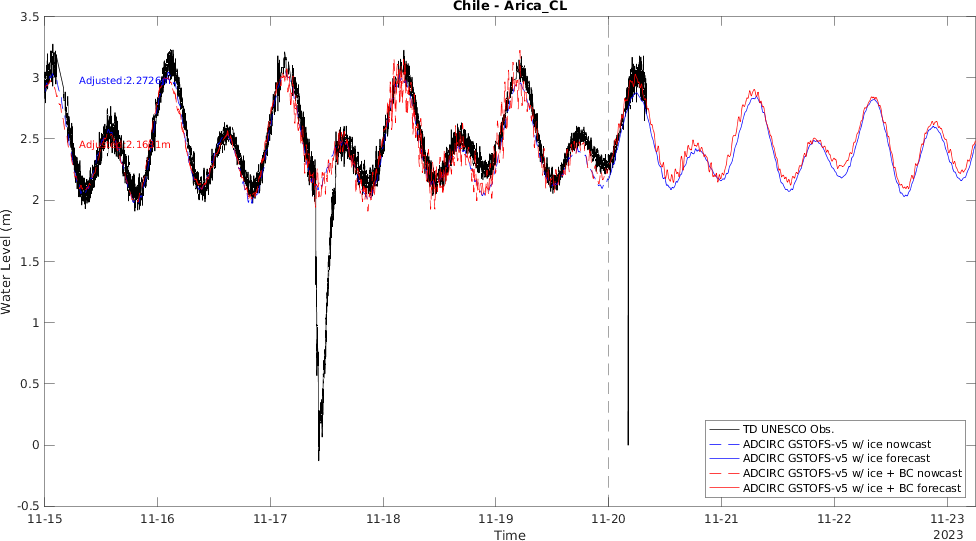 Chile - Arica_CL
3.5
3
2.5
2
1.5
1
0.5
0
-0.5
Water Level (m)
Adjusted:2.2726
TD UNESCO Obs.
ADCIRC GSTOFS-v5 w/ ice nowcast
ADCIRC GSTOFS-v5 w/ ice forecast
ADCIRC GSTOFS-v5 w/ ice + BC nowcast
ADCIRC GSTOFS-v5 w/ ice + BC forecast
11-15 11-16 11-17 11-18 11-19 11-20 11-21 11-22 11-23
Time
2023